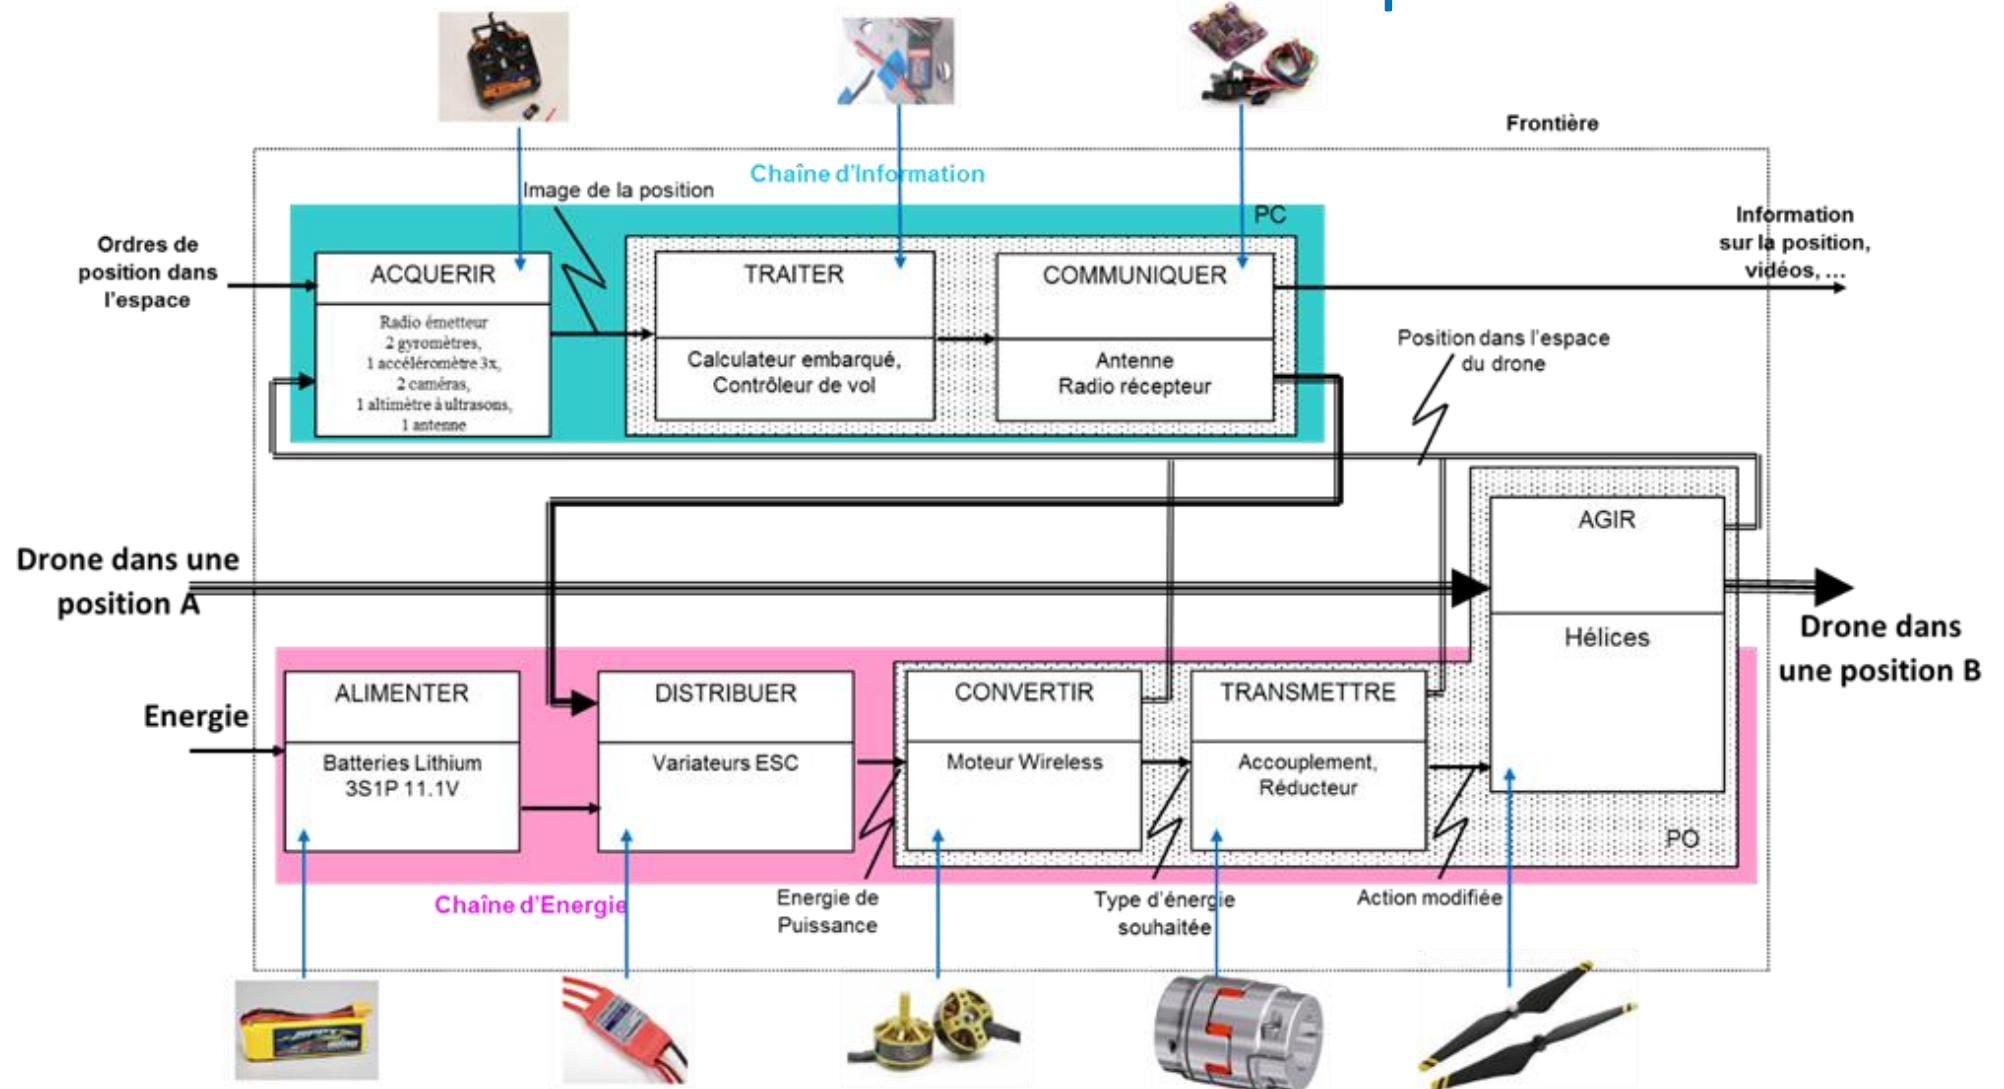 Frontière
Chaîne d'Information
Image de la position
PC
Information
sur la position,
vidéos, ...
Ordres de
position dans
l'espace
ACQUERIR
TRAITER
COMMUNIQUER
Radio émetteur
2 gyromètres,
1 accéléromètre 3x,
2 caméras,
1 altimètre à ultrasons,
1 antenne
Calculateur embarqué,
Contrôleur de vol
Antenne
Radio récepteur
Position dans l'espace
du drone
AGIR
Hélices
Drone dans une
position A
Drone dans
une position B
Energie
ALIMENTER
DISTRIBUER
CONVERTIR
TRANSMETTRE
Batteries Lithium
3S1P 11.1V
Variateurs ESC
Moteur Wireless
Accouplement,
Réducteur
PO
Chaîne d'Energie
Energie de
Puissance
Type d'énergie
souhaitée
Action modifiée